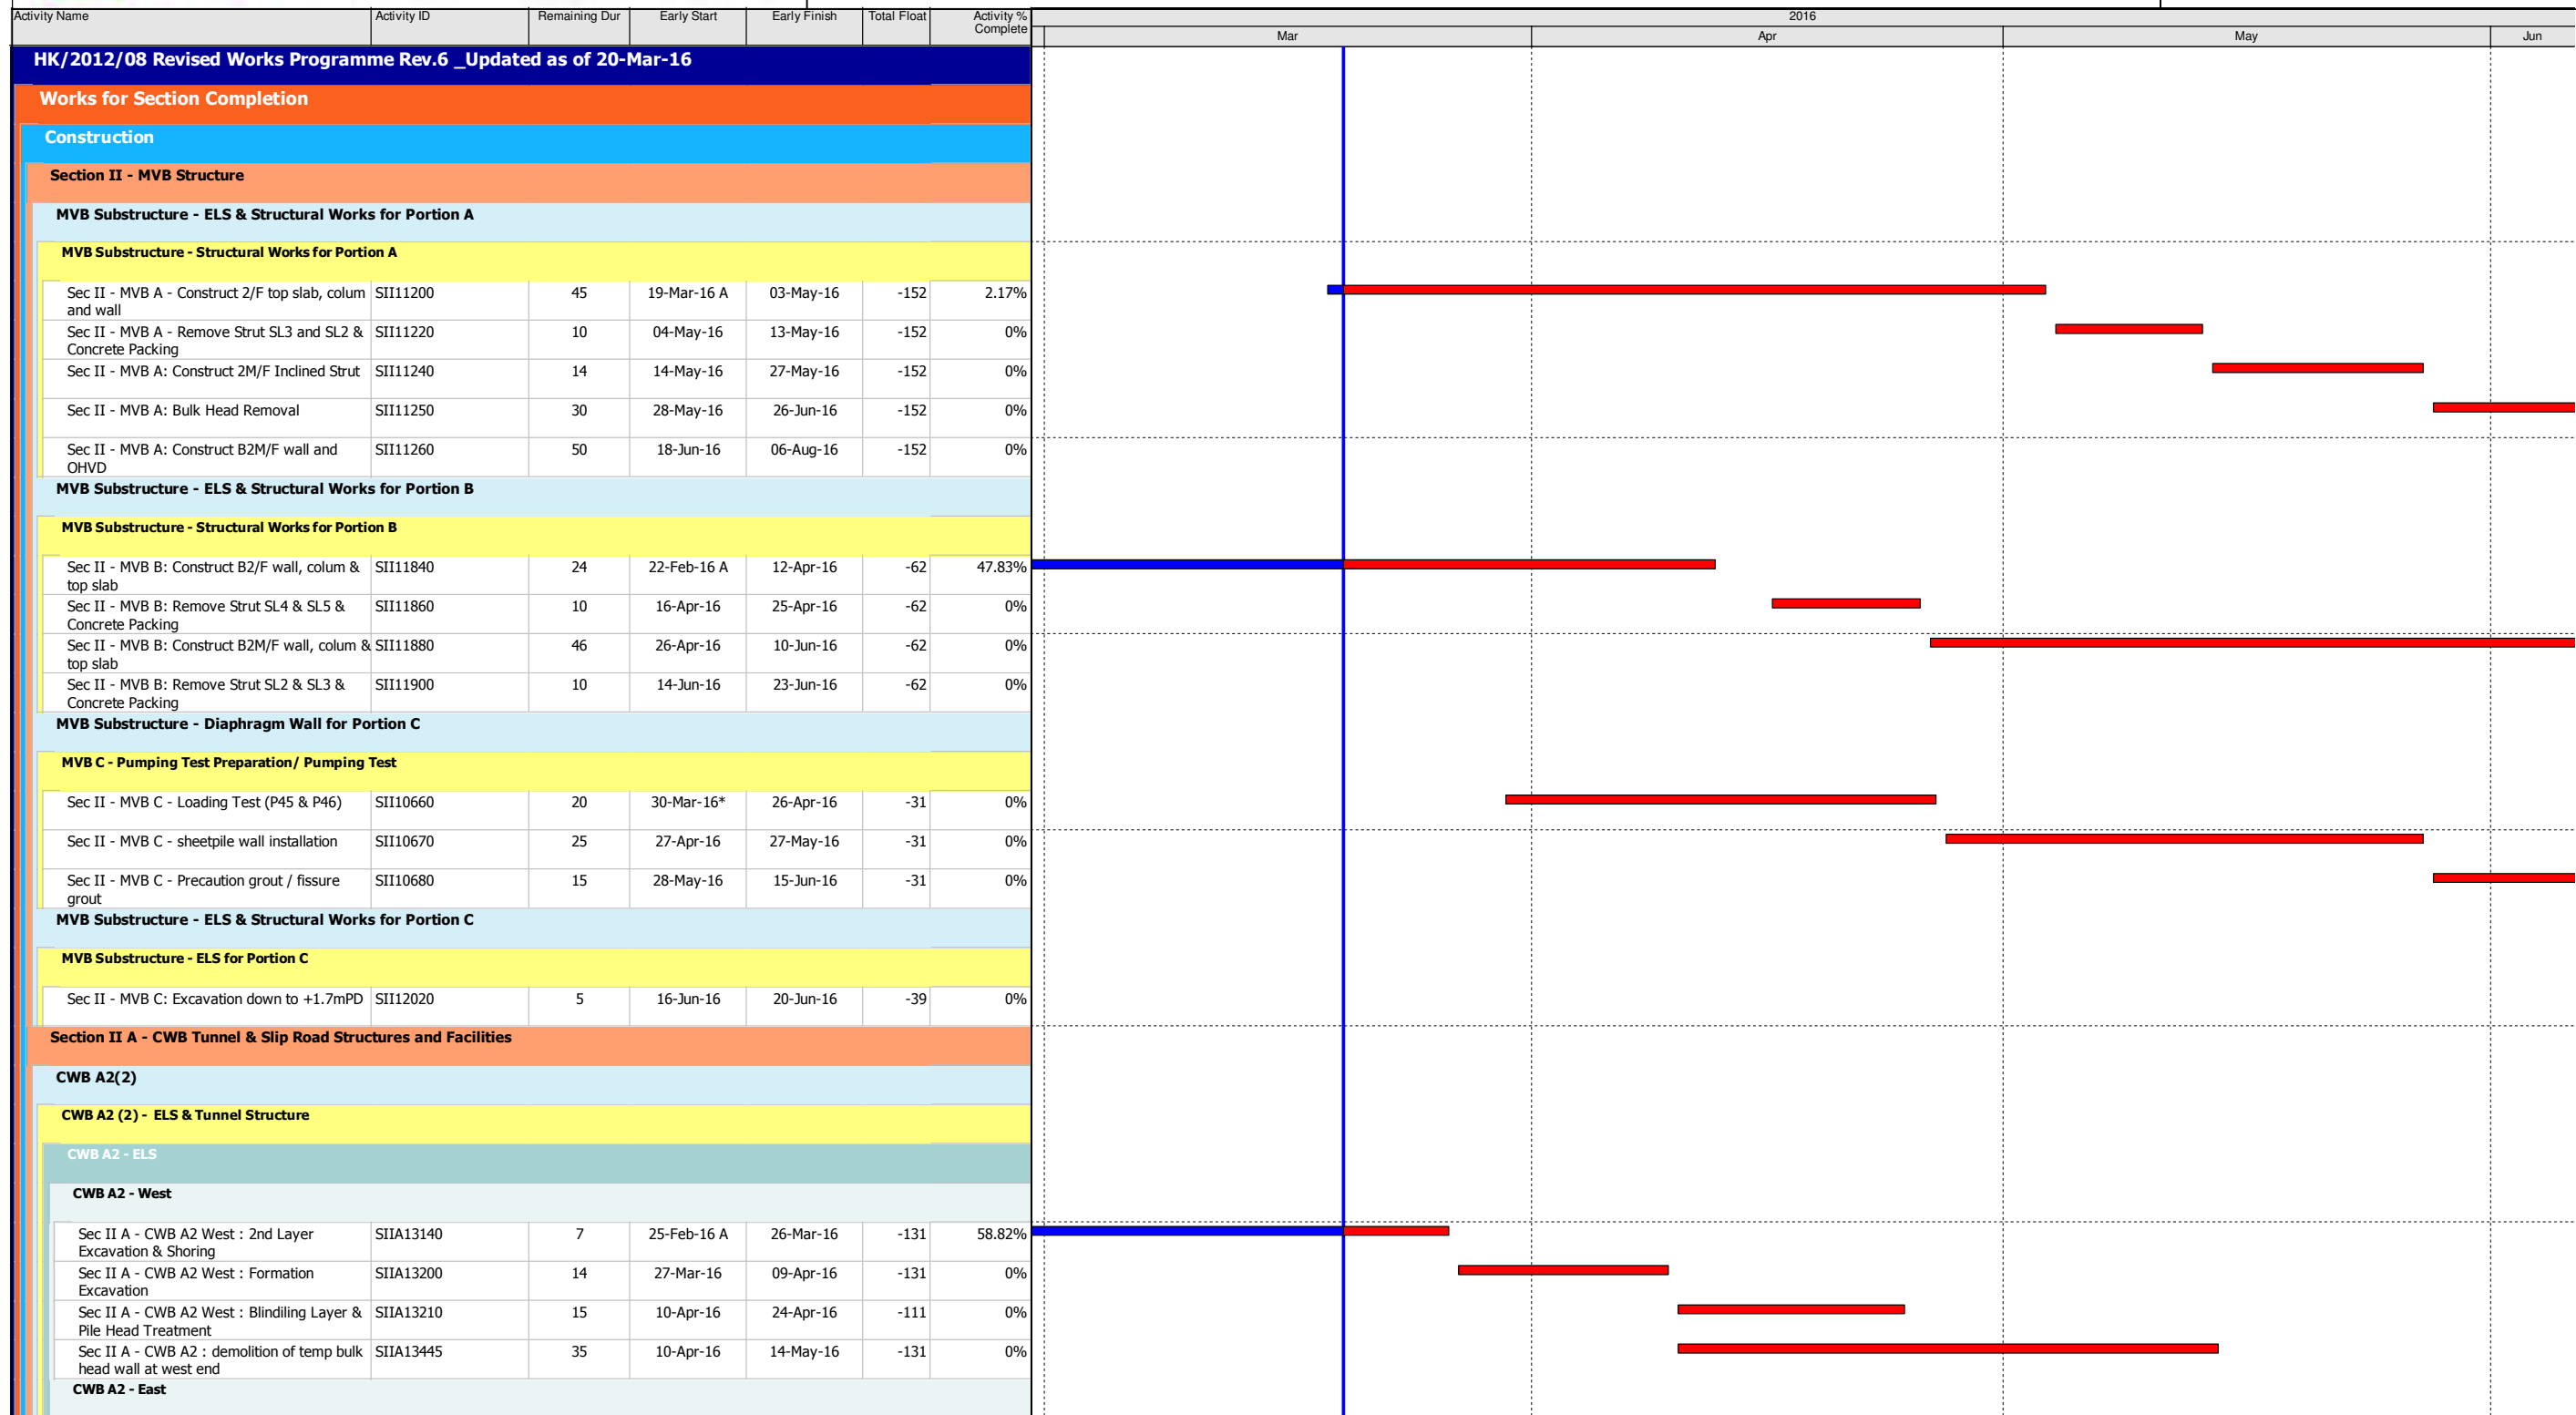 Activity Name Activity ID Remaining Dur Early Start Early Finish Total Float Activity % Complete 2016
Mar Apr May Jun
HK/2012/08 Revised Works Programme Rev.6 _Updated as of 20-Mar-16
Works for Section Completion
Construction
Section II - MVB Structure
MVB Substructure - ELS & Structural Works for Portion A
MVB Substructure - Structural Works for Portion A
Sec II - MVB A - Construct 2/F top slab, colum SII11200 45 19-Mar-16 A 03-May-16 -152 2.17%
and wall
Sec II - MVB A - Remove Strut SL3 and SL2 & SII11220 10 04-May-16 13-May-16 -152 0%
Concrete Packing
Sec II - MVB A: Construct 2M/F Inclined Strut SII11240 14 14-May-16 27-May-16 -152 0%
Sec II - MVB A: Bulk Head Removal SII11250 30 28-May-16 26-Jun-16 -152 0%
Sec II - MVB A: Construct B2M/F wall and SII11260 50 18-Jun-16 06-Aug-16 -152 0%
OHVD
MVB Substructure - ELS & Structural Works for Portion B
MVB Substructure - Structural Works for Portion B
Sec II - MVB B: Construct B2/F wall, colum & SII11840 24 22-Feb-16 A 12-Apr-16 -62 47.83%
top slab
Sec II - MVB B: Remove Strut SL4 & SL5 & SII11860 10 16-Apr-16 25-Apr-16 -62 0%
Concrete Packing
Sec II - MVB B: Construct B2M/F wall, colum & SII11880 46 26-Apr-16 10-Jun-16 -62 0%
top slab
Sec II - MVB B: Remove Strut SL2 & SL3 & SII11900 10 14-Jun-16 23-Jun-16 -62 0%
Concrete Packing
MVB Substructure - Diaphragm Wall for Portion C
MVB C - Pumping Test Preparation/ Pumping Test
Sec II - MVB C - Loading Test (P45 & P46) SII10660 20 30-Mar-16* 26-Apr-16 -31 0%
Sec II - MVB C - sheetpile wall installation SII10670 25 27-Apr-16 27-May-16 -31 0%
Sec II - MVB C - Precaution grout / fissure SII10680 15 28-May-16 15-Jun-16 -31 0%
grout
MVB Substructure - ELS & Structural Works for Portion C
MVB Substructure - ELS for Portion C
Sec II - MVB C: Excavation down to +1.7mPD SII12020 5 16-Jun-16 20-Jun-16 -39 0%
Section II A - CWB Tunnel & Slip Road Structures and Facilities
CWB A2(2)
CWB A2 (2) - ELS & Tunnel Structure
CWB A2 - ELS
CWB A2 - West
Sec II A - CWB A2 West : 2nd Layer SIIA13140 7 25-Feb-16 A 26-Mar-16 -131 58.82%
Excavation & Shoring
Sec II A - CWB A2 West : Formation SIIA13200 14 27-Mar-16 09-Apr-16 -131 0%
Excavation
Sec II A - CWB A2 West : Blindiling Layer & SIIA13210 15 10-Apr-16 24-Apr-16 -111 0%
Pile Head Treatment
Sec II A - CWB A2 : demolition of temp bulk SIIA13445 35 10-Apr-16 14-May-16 -131 0%
head wall at west end
CWB A2 - East